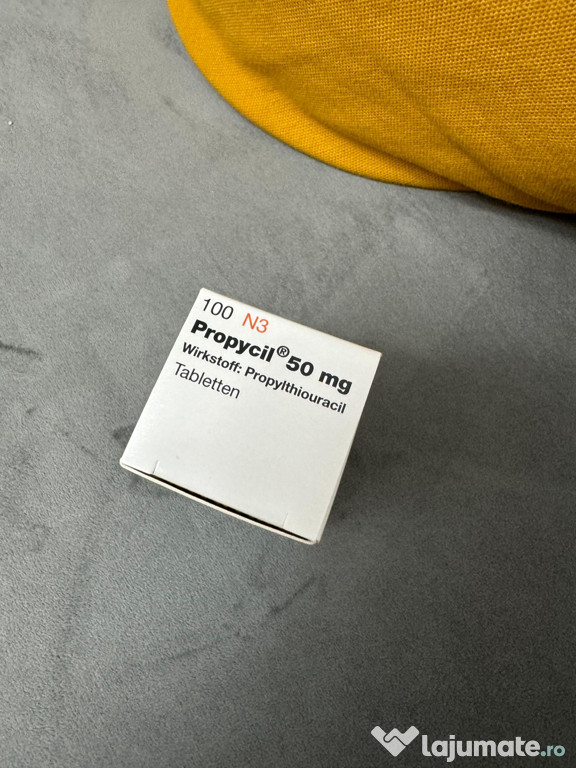 100 N3
Propycil® 50 mg
Wirkstoff: Propylthiouracil
Tabletten
lajumate.ro